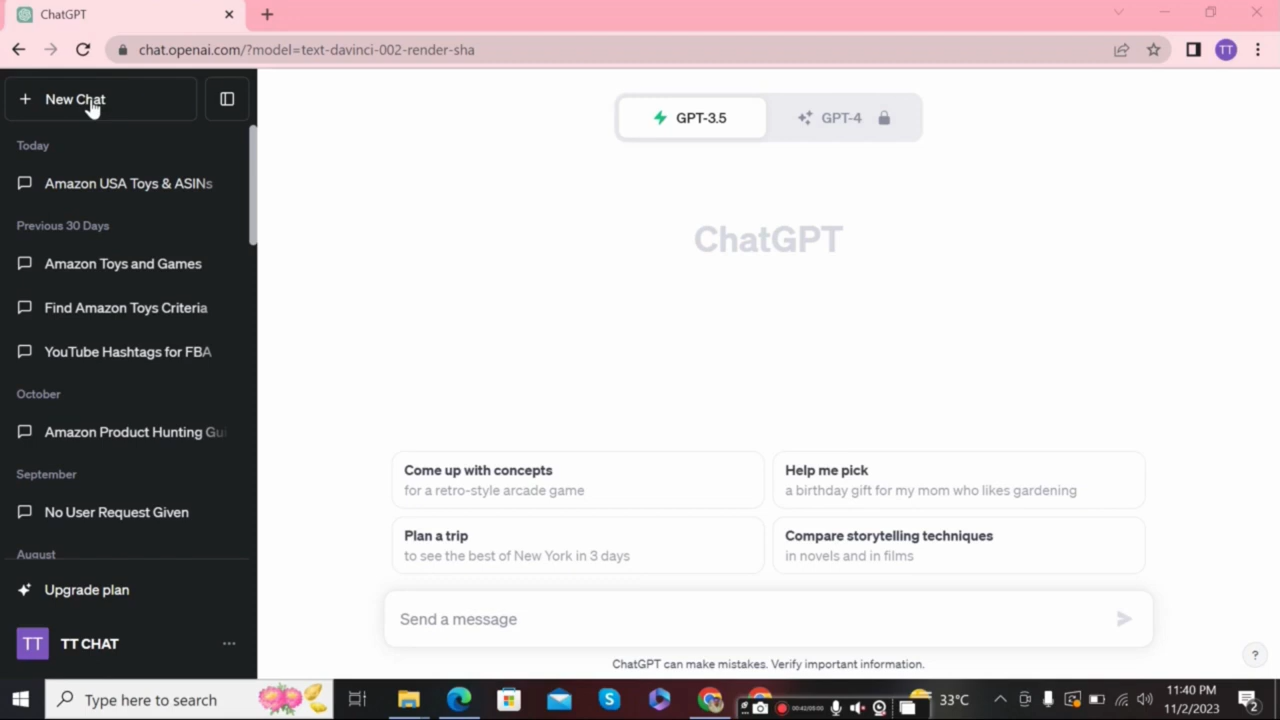 ChatGPT
chat.openai.com/?model=text-davinci-002-render-sha
TT
New Chat
Today
Amazon USA Toys & ASINs
Previous 30 Days
Amazon Toys and Games
Find Amazon Toys Criteria
YouTube Hashtags for FBA
October
Amazon Product Hunting Gui
September
No User Request Given
August
Upgrade plan
TT TT CHAT
GPT-3.5 GPT-4
ChatGPT
Come up with concepts
for a retro-style arcade game
Help me pick
a birthday gift for my mom who likes gardening
Plan a trip
to see the best of New York in 3 days
Compare storytelling techniques
in novels and in films
Send a message
ChatGPT can make mistakes. Verify important information.
?
Type here to search
33°C
11:40 PM
11/2/2023
2